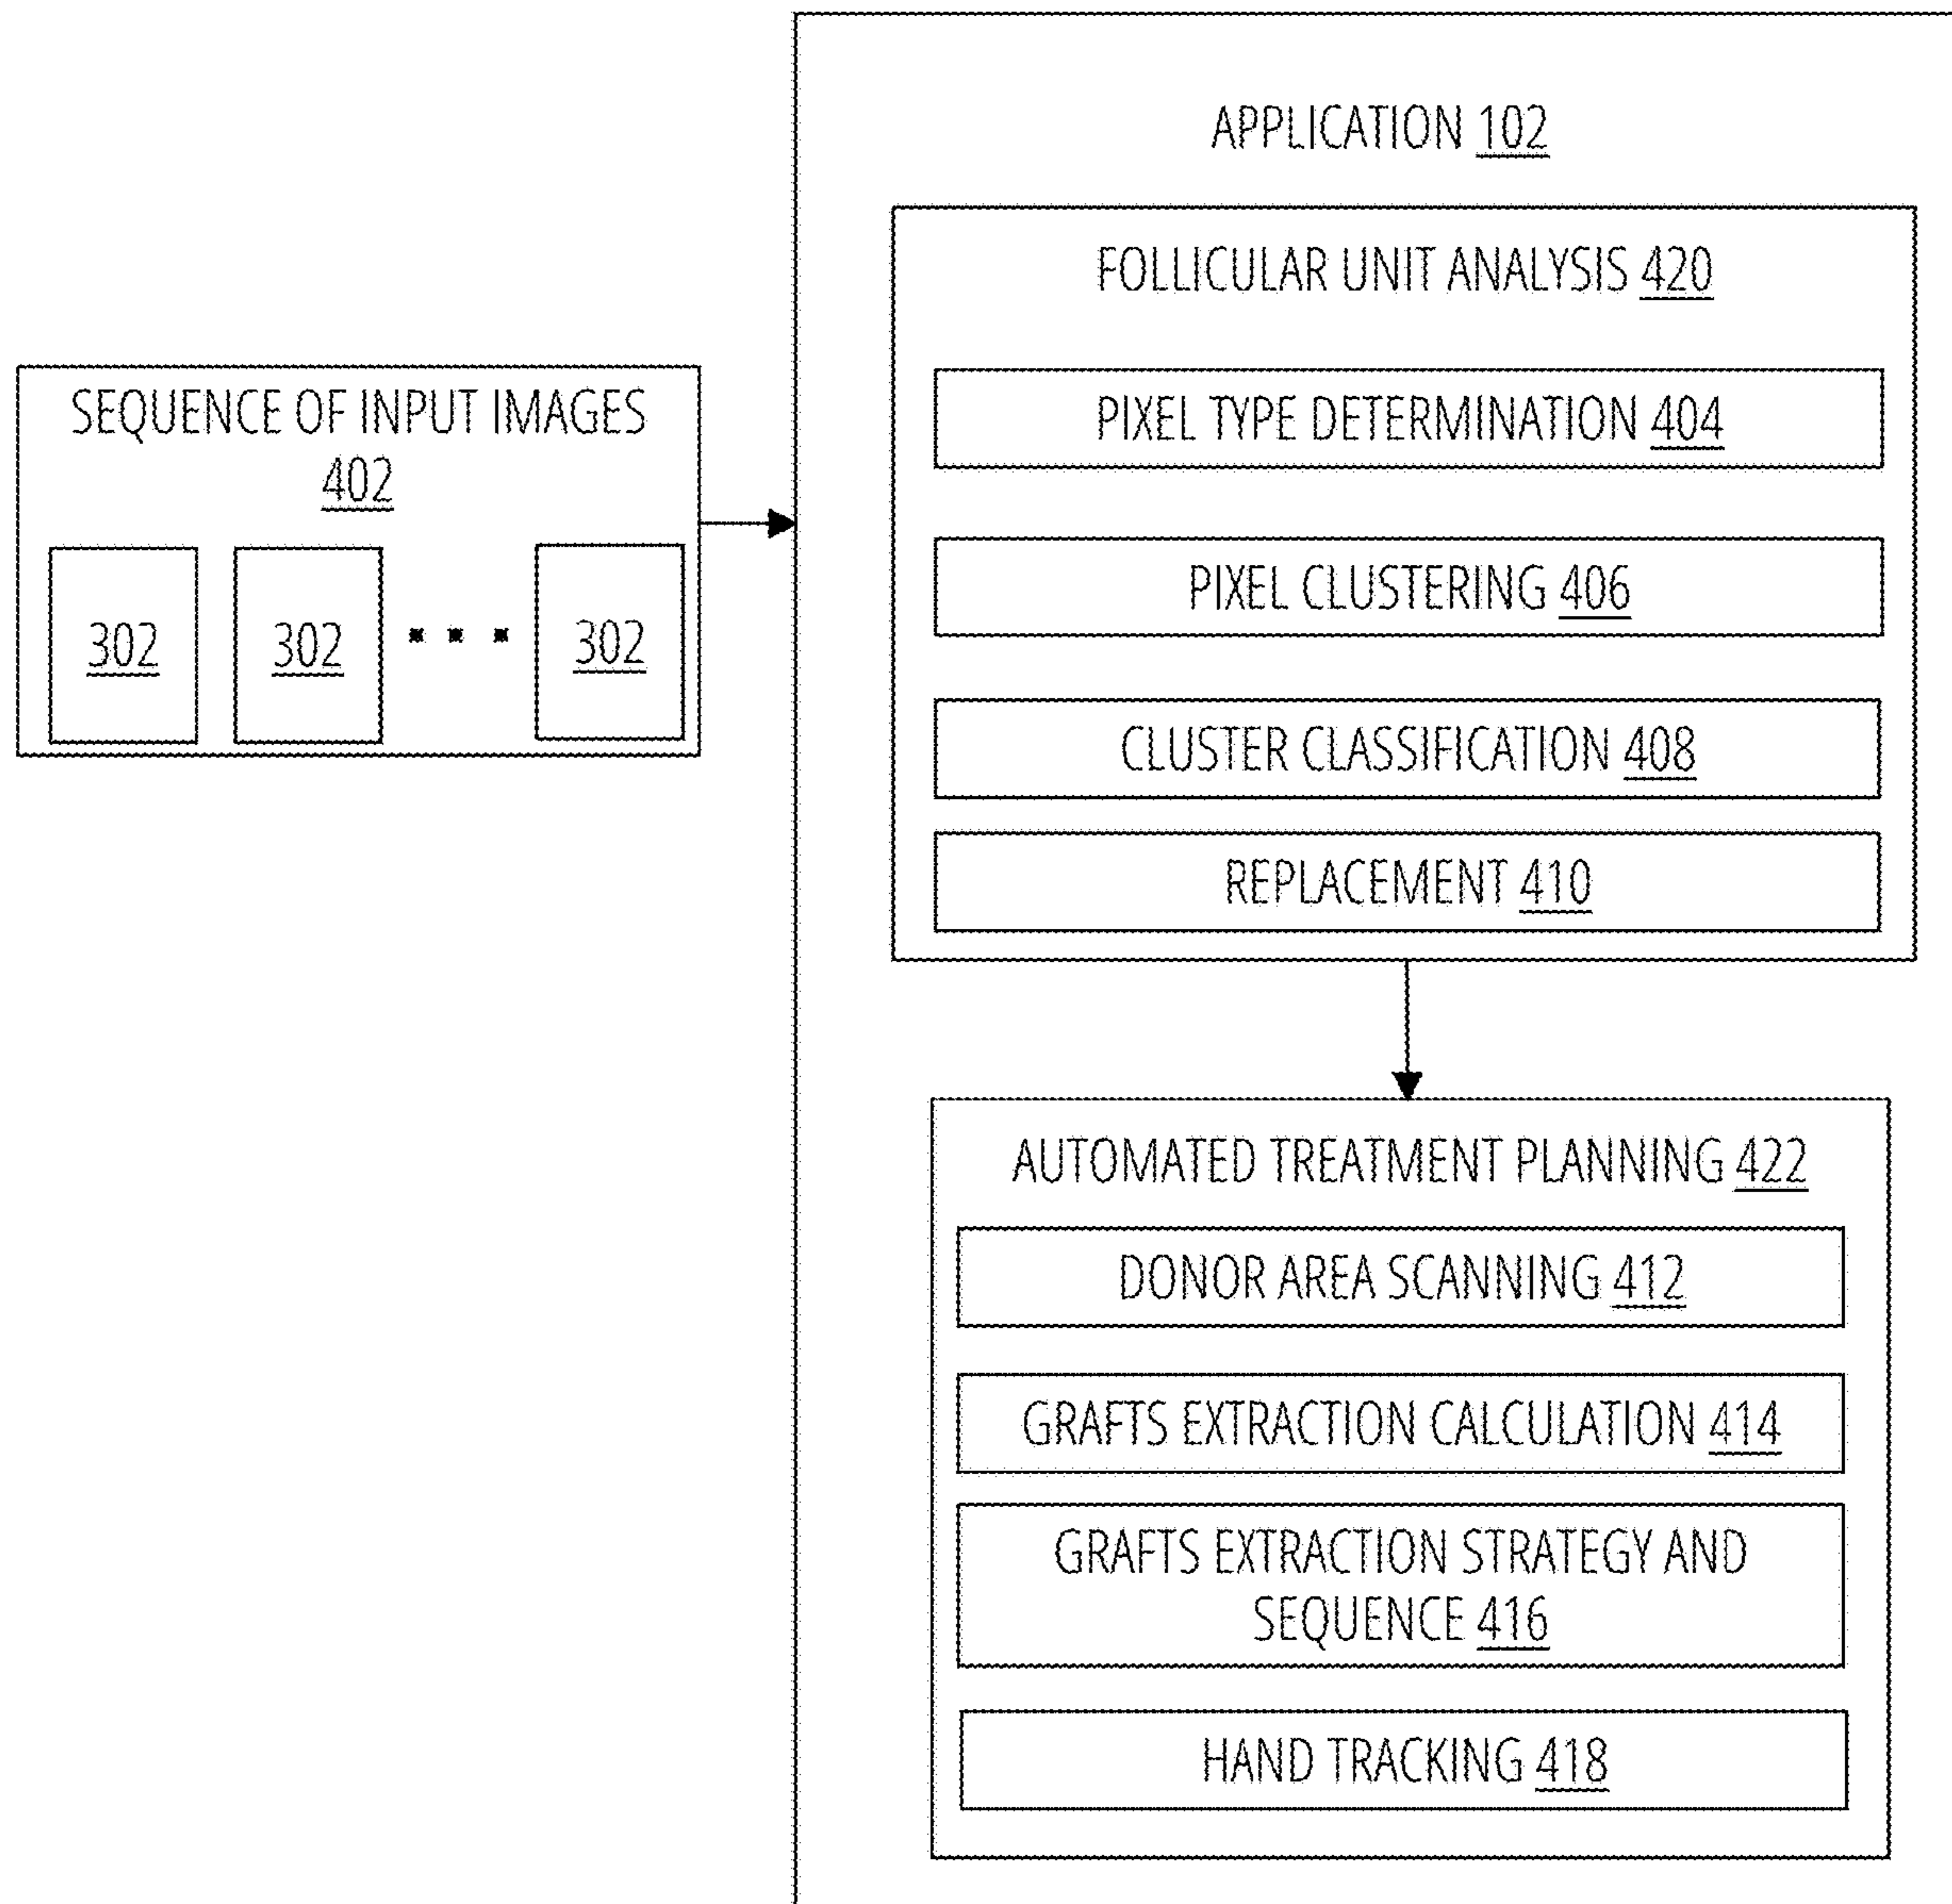 APPLICATION 102
FOLLICULAR UNIT ANALYSIS 420
PIXEL TYPE DETERMINATION 404
PIXEL CLUSTERING 406
CLUSTER CLASSIFICATION 408
REPLACEMENT 410
SEQUENCE OF INPUT IMAGES
402
302
302
302
AUTOMATED TREATMENT PLANNING 422
DONOR AREA SCANNING 412
GRAFTS EXTRACTION CALCULATION 414
GRAFTS EXTRACTION STRATEGY AND
SEQUENCE 416
HAND TRACKING 418